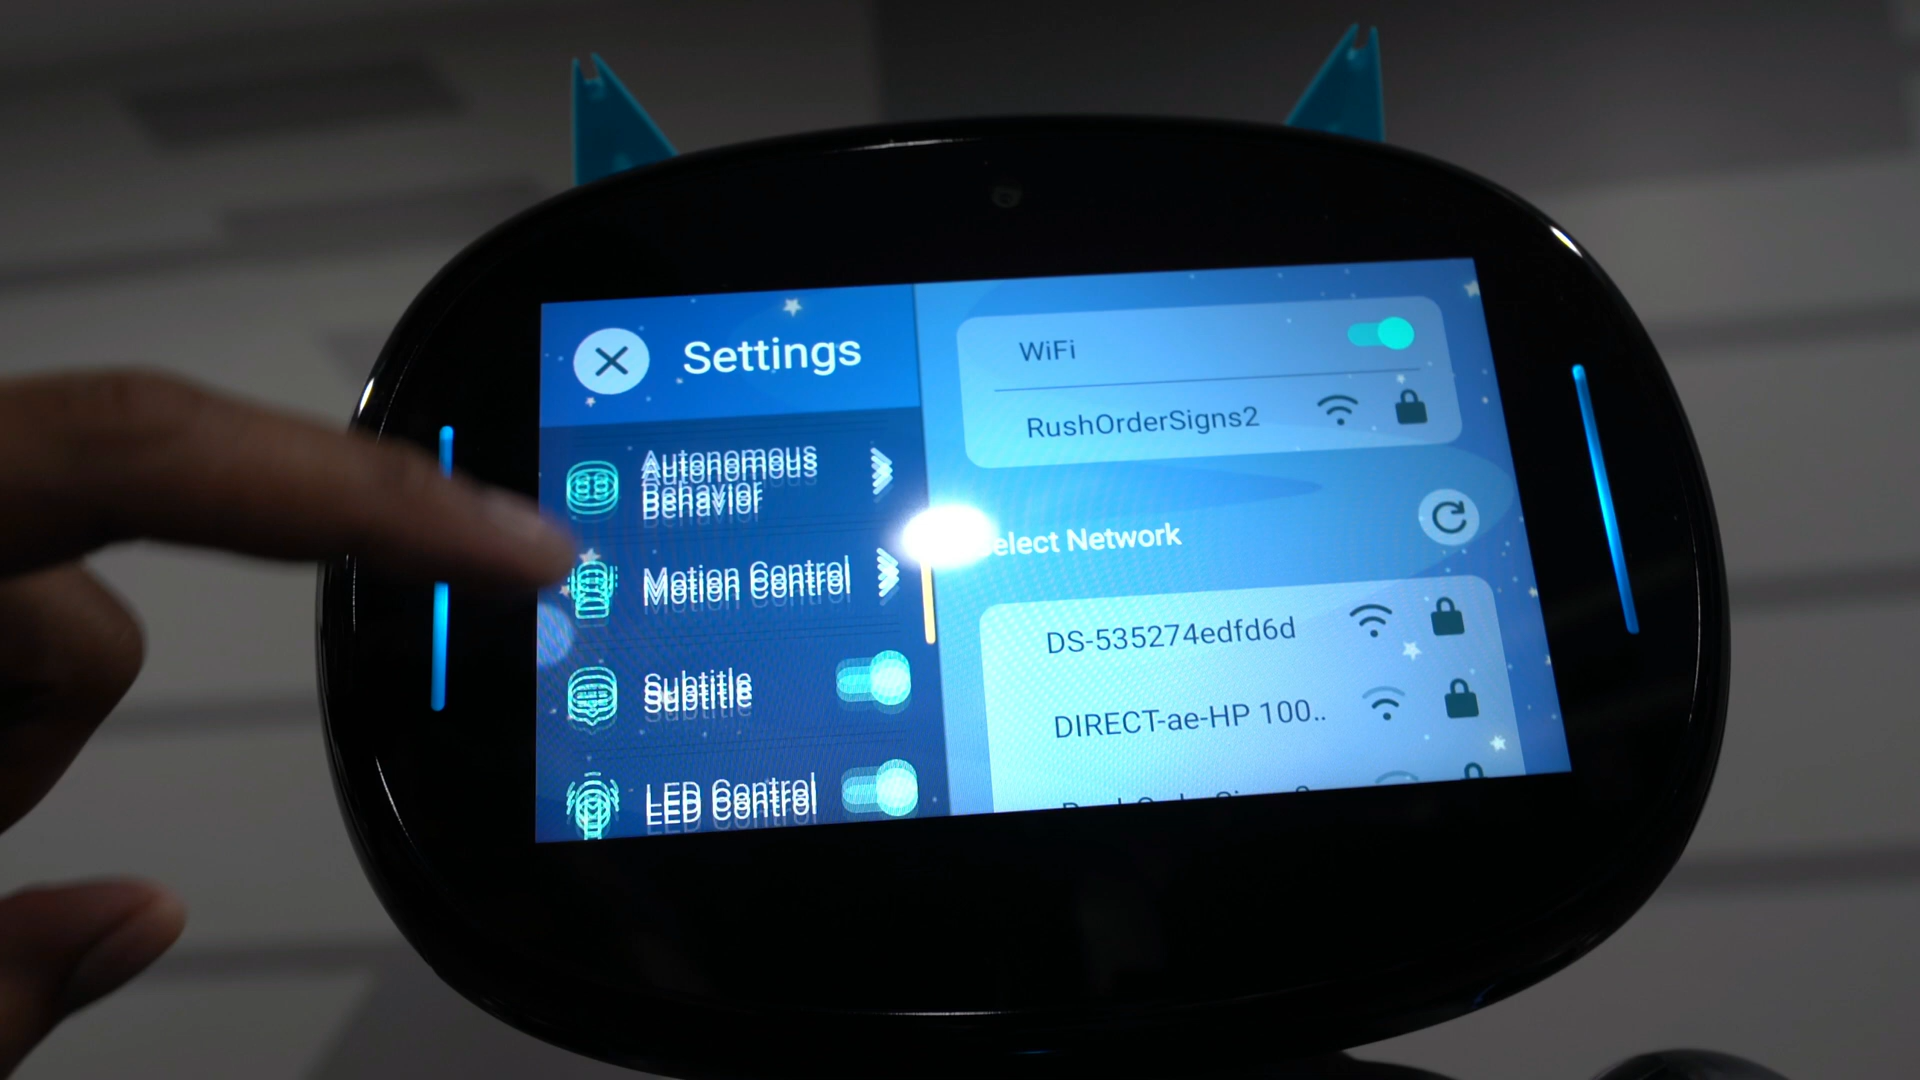 Settings
Autonomous
Behavior
Motion Control
Subtitle
LED Control
WiFi
RushOrderSigns2
elect Network
DS-535274edfd6d
DIRECT-ae-HP 100..